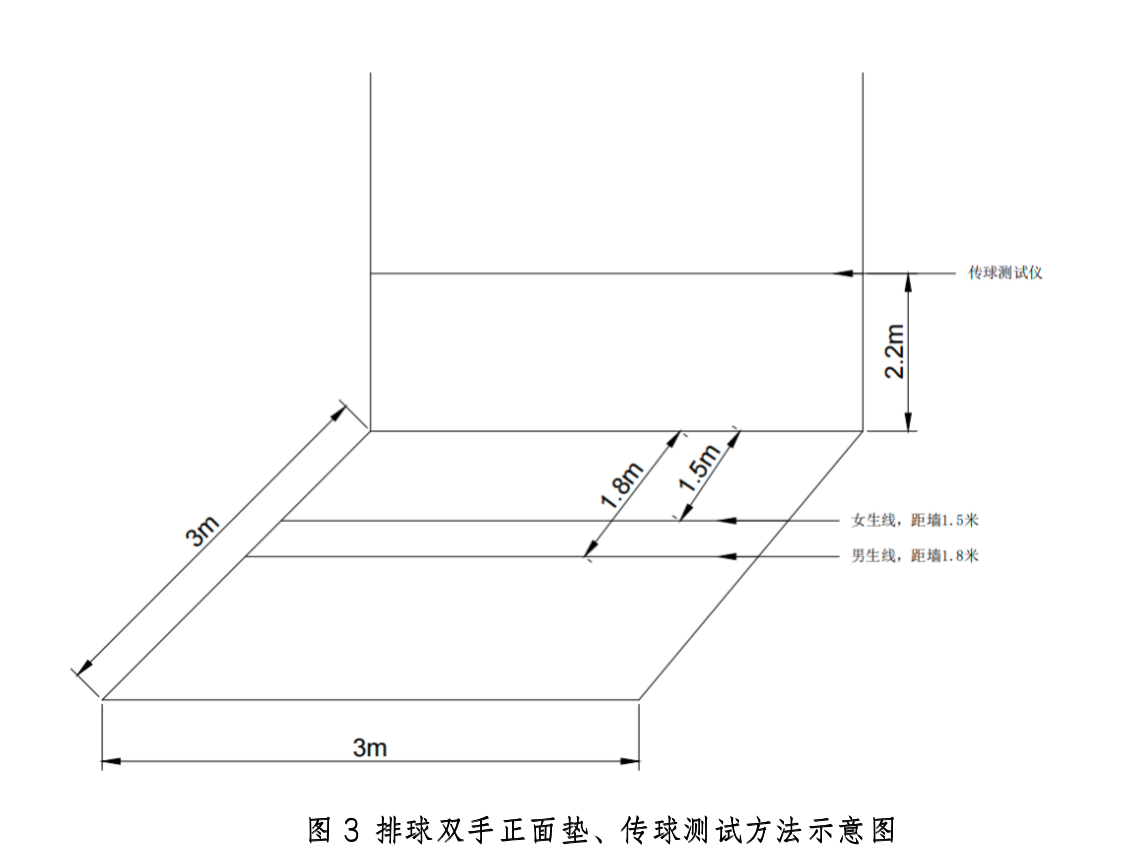 传球测试仪
2.2m
1.8m
1.5m
3m
女生线，距墙1.5米
男生线，距墙1.8米
3m
图 3 排球双手正面垫、传球测试方法示意图